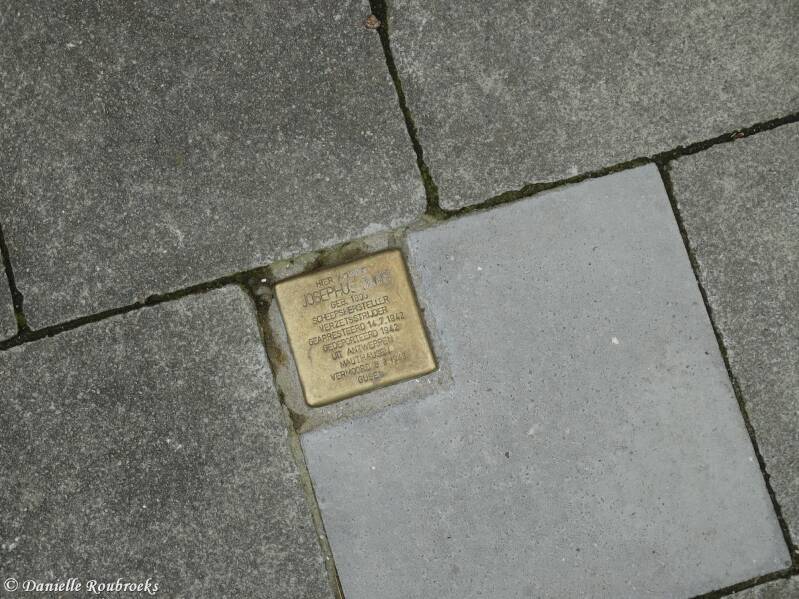 HIER
JOSEPHUS
GEB.
SCHEEPSHERSTELLER
VERZETSSTRIJDER
GEARRESTEERD 14.7.1942
GEDEPORTEERD 1942
UIT ANTWERPEN
MAUTHAUSEN
VERMOORD
GUSEN
© Danielle Roubroeks